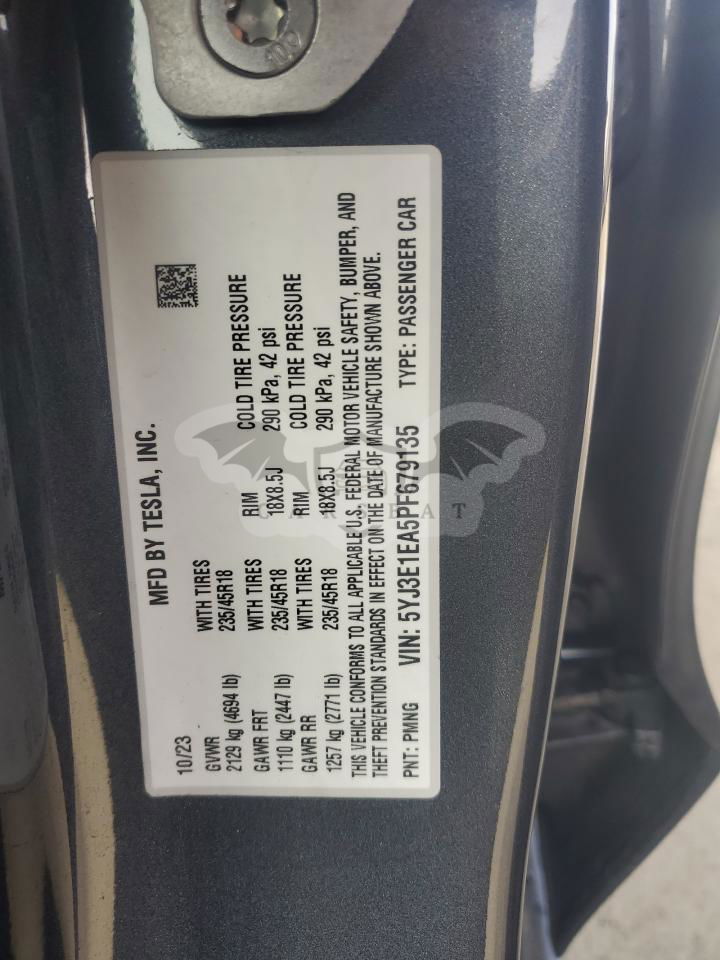 100
MFD BY TESLA, INC.
10/23
GVWR WITH TIRES
2129 kg (4694 lb) 235/45R18
GAWR FRT WITH TIRES RIM COLD TIRE PRESSURE
1110 kg (2447 lb) 235/45R18 18X8.5J 290 kPa, 42 psi
GAWR RR WITH TIRES RIM COLD TIRE PRESSURE
1257 kg (2771 lb) 235/45R18 18X8.5J 290 kPa, 42 psi
THIS VEHICLE CONFORMS TO ALL APPLICABLE U.S. FEDERAL MOTOR VEHICLE SAFETY, BUMPER, AND
THEFT PREVENTION STANDARDS IN EFFECT ON THE DATE OF MANUFACTURE SHOWN ABOVE.
PNT: PMNG VIN: 5YJ3E1EA5PF679135 TYPE: PASSENGER CAR